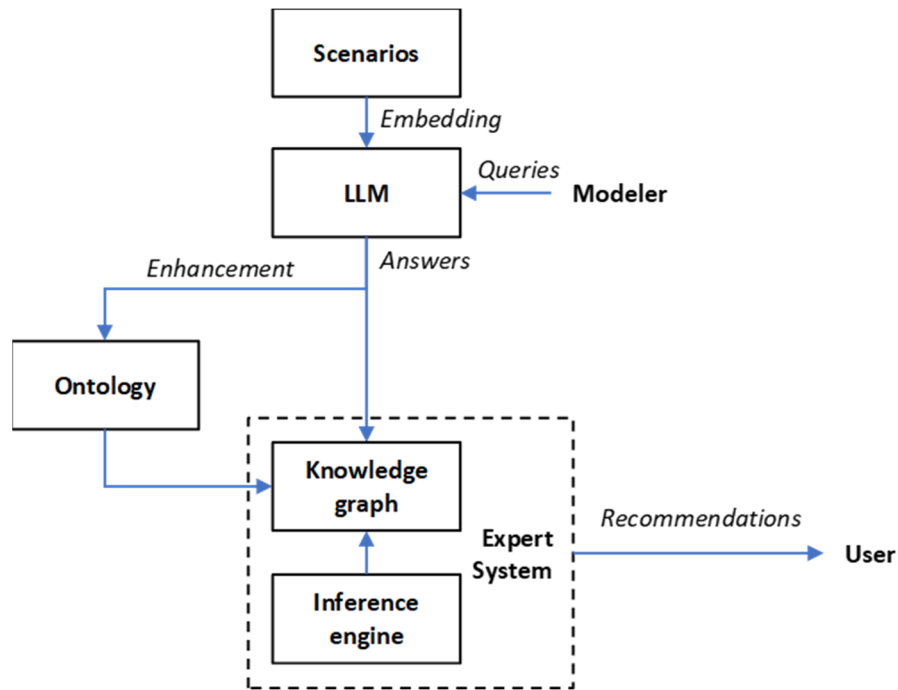 Scenarios
Embedding
Queries
LLM
Modeler
Enhancement
Answers
Ontology
Knowledge
graph
Recommendations
Expert
System
User
Inference
engine